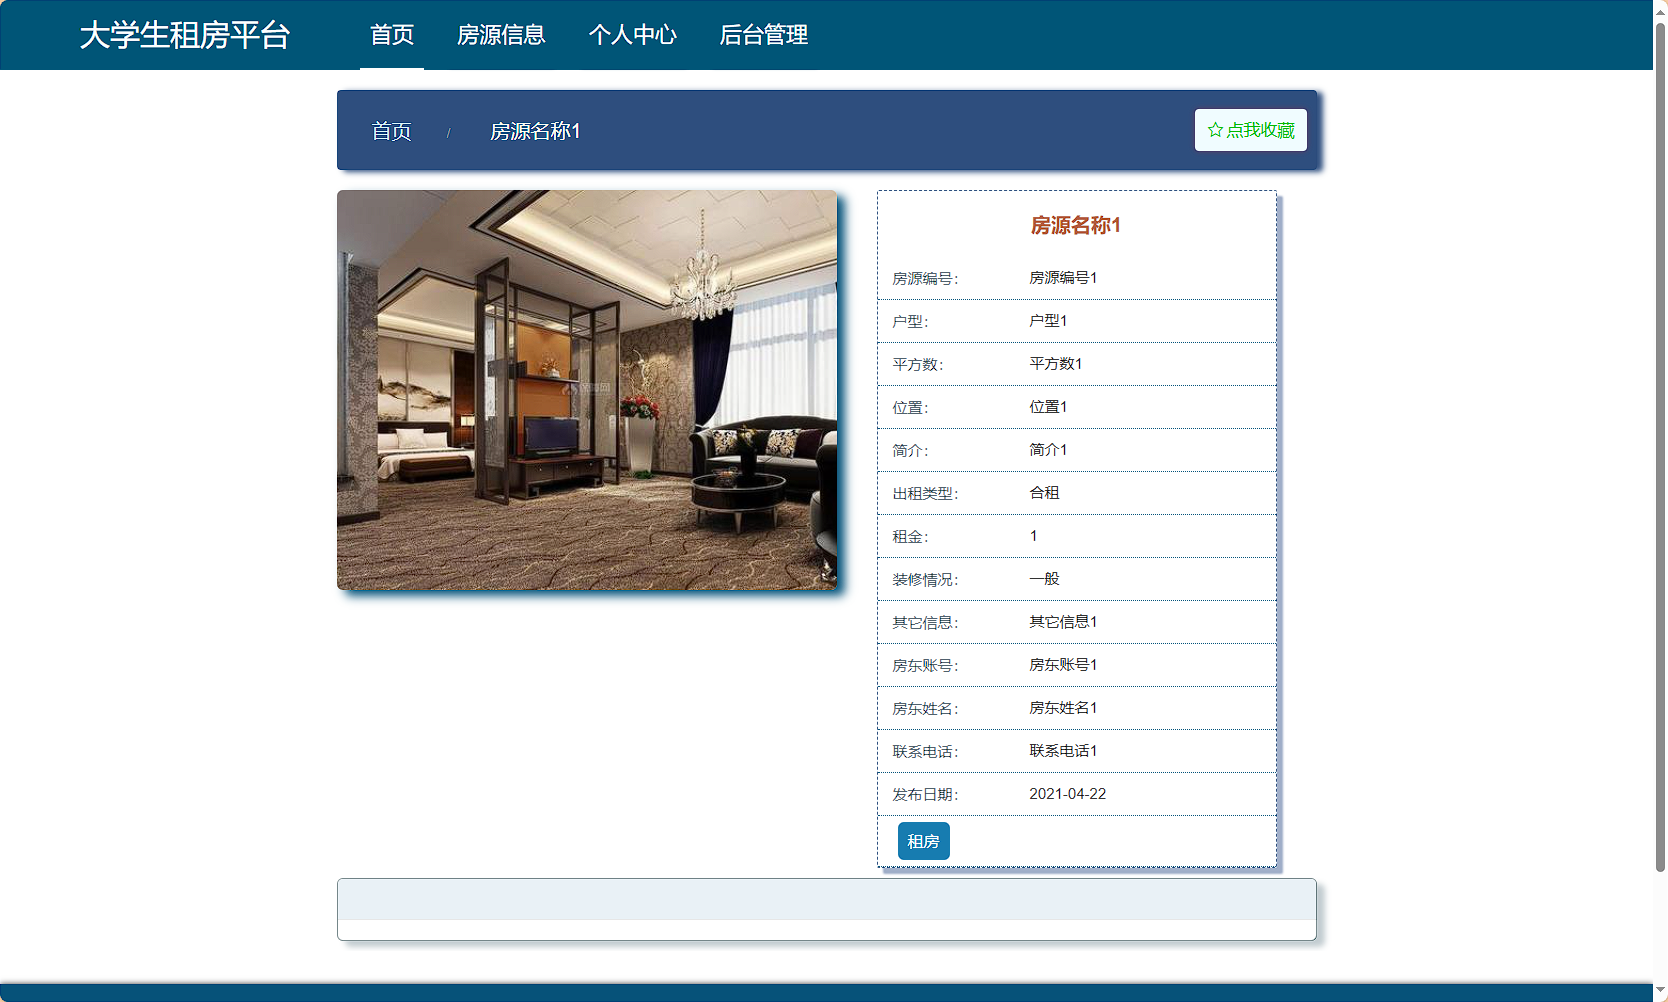 大学生租房平台 首页 房源信息 个人中心 后台管理
首页 / 房源名称1 ☆点我收藏
房源名称1
房源编号: 房源编号1
户型: 户型1
平方数: 平方数1
位置: 位置1
简介: 简介1
出租类型: 合租
租金: 1
装修情况: 一般
其它信息: 其它信息1
房东账号: 房东账号1
房东姓名: 房东姓名1
联系电话: 联系电话1
发布日期: 2021-04-22
租房